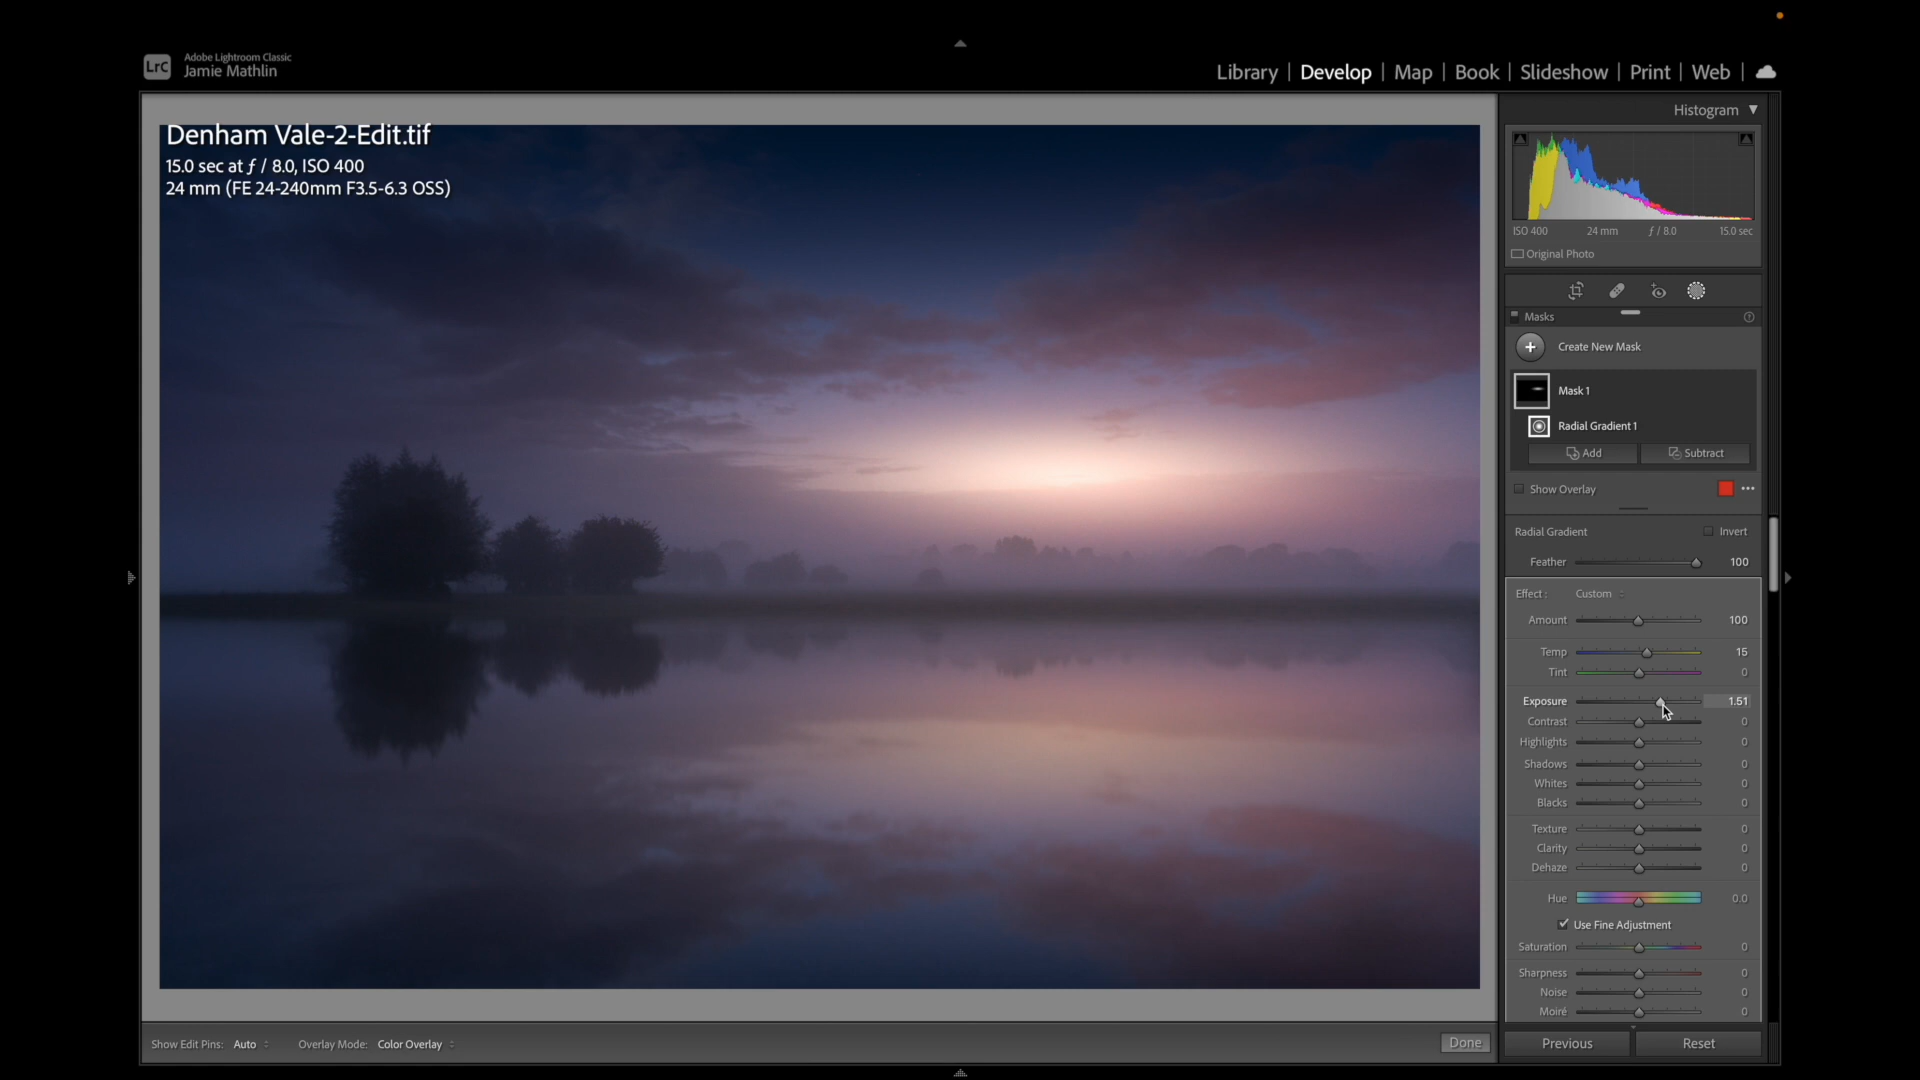 LrC
Adobe Lightroom Classic
Jamie Mathlin
Library | Develop | Map | Book | Slideshow | Print | Web |
Denham Vale-2-Edit.tif
15.0 sec at ƒ / 8.0, ISO 400
24 mm (FE 24-240mm F3.5-6.3 OSS)
Histogram
ISO 400 24 mm ƒ / 8.0 15.0 sec
Original Photo
Masks
Create New Mask
Mask 1
Radial Gradient 1
Add Subtract
Show Overlay
Radial Gradient Invert
Feather 100
Effect : Custom
Amount 100
Temp 15
Tint 0
Exposure 1.51
Contrast 0
Highlights 0
Shadows 0
Whites 0
Blacks 0
Texture 0
Clarity 0
Dehaze 0
Hue 0.0
Use Fine Adjustment
Saturation 0
Sharpness 0
Noise 0
Moiré 0
Show Edit Pins: Auto Overlay Mode: Color Overlay Done
Previous Reset